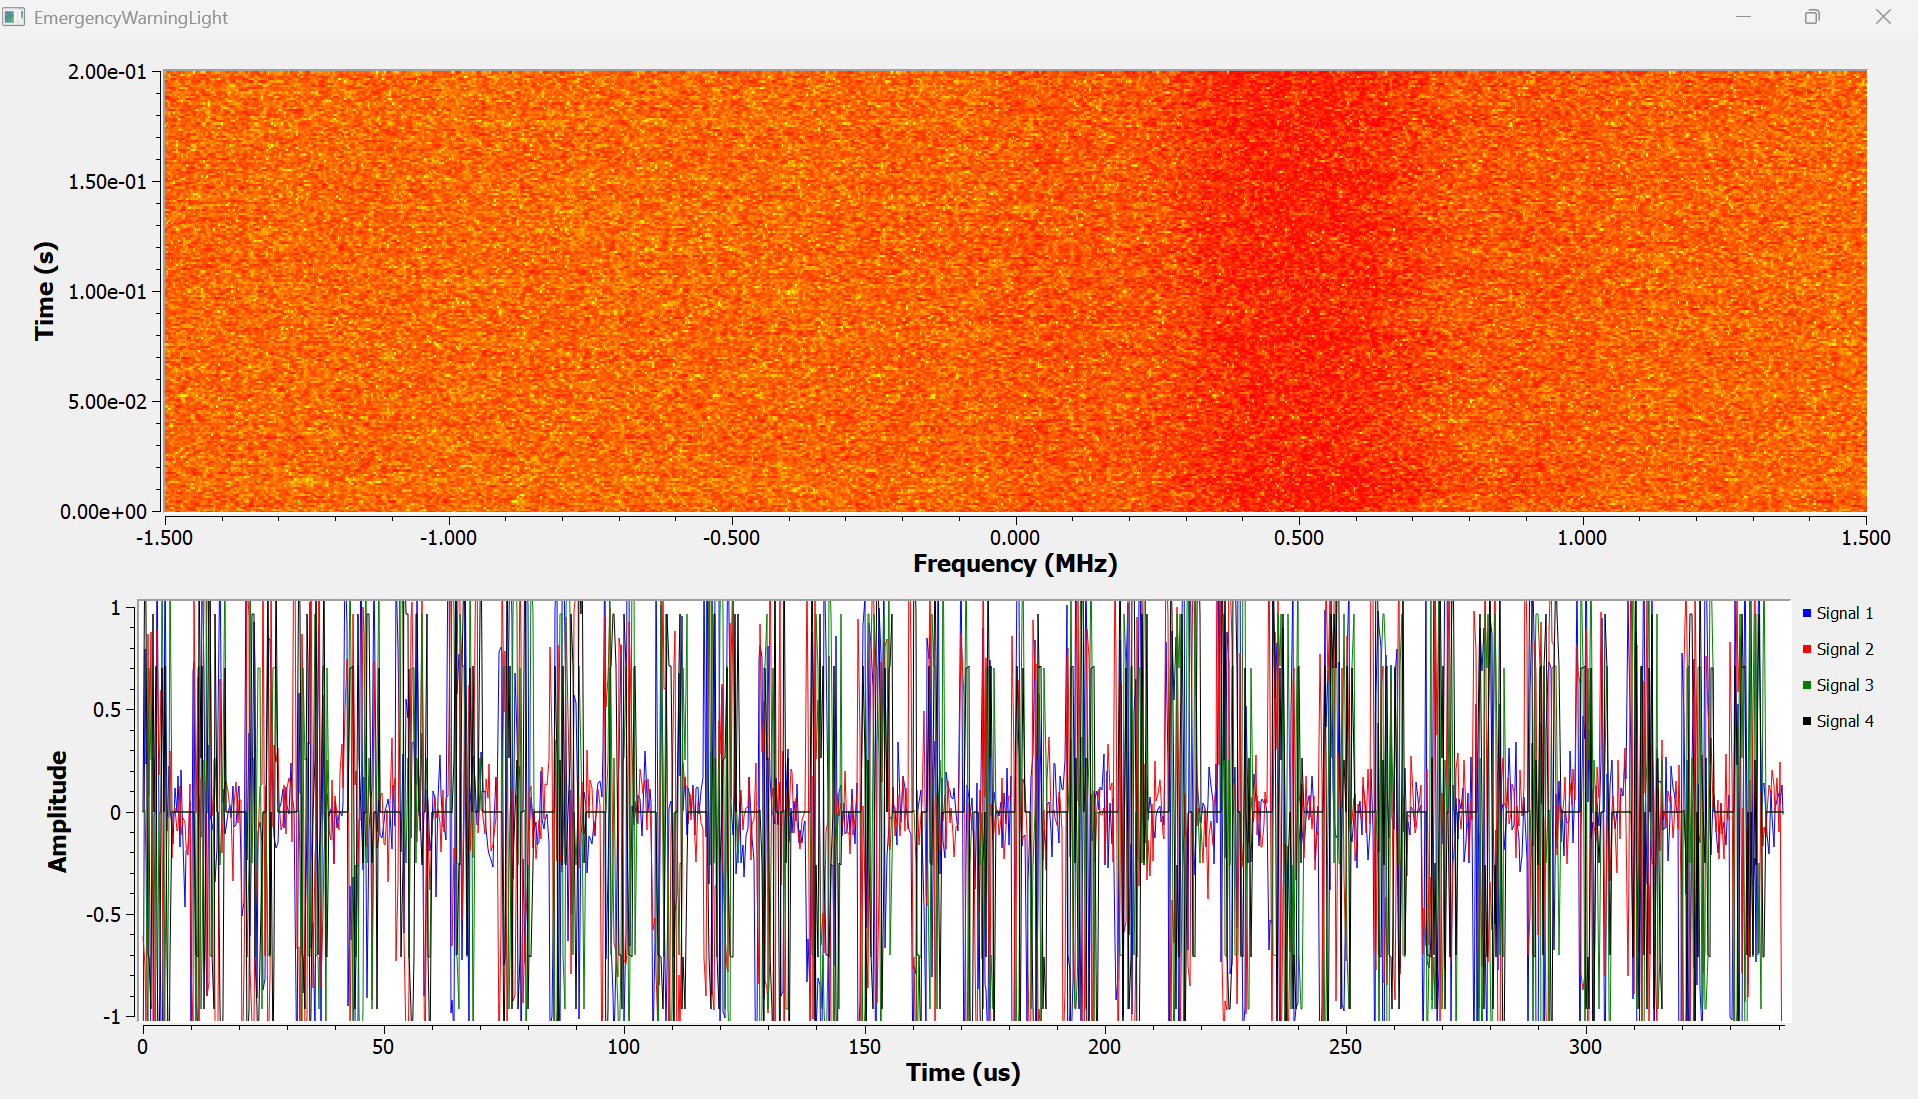 EmergencyWarningLight
2.00e-01
1.50e-01
1.00e-01
5.00e-02
0.00e+00
Time (s)
-1.500 -1.000 -0.500 0.000 0.500 1.000 1.500
Frequency (MHz)
1
0.5
0
-0.5
-1
Amplitude
Signal 1
Signal 2
Signal 3
Signal 4
0 50 100 150 200 250 300
Time (us)